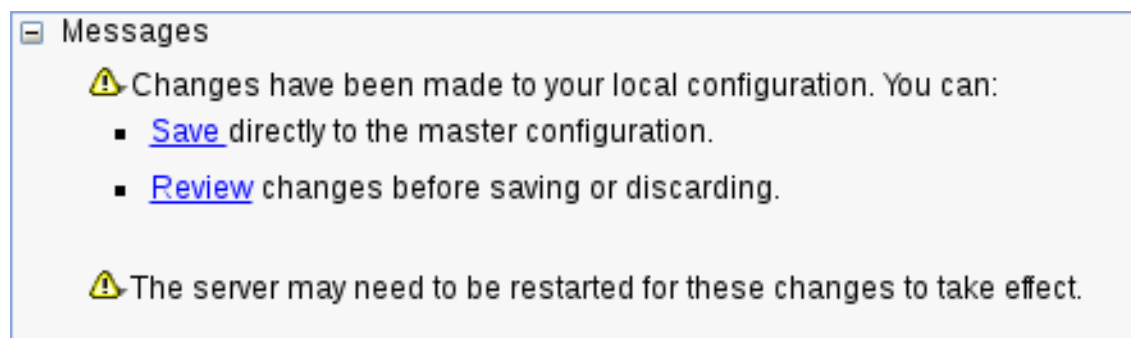 Messages
Changes have been made to your local configuration. You can:
Save directly to the master configuration.
Review changes before saving or discarding.
The server may need to be restarted for these changes to take effect.